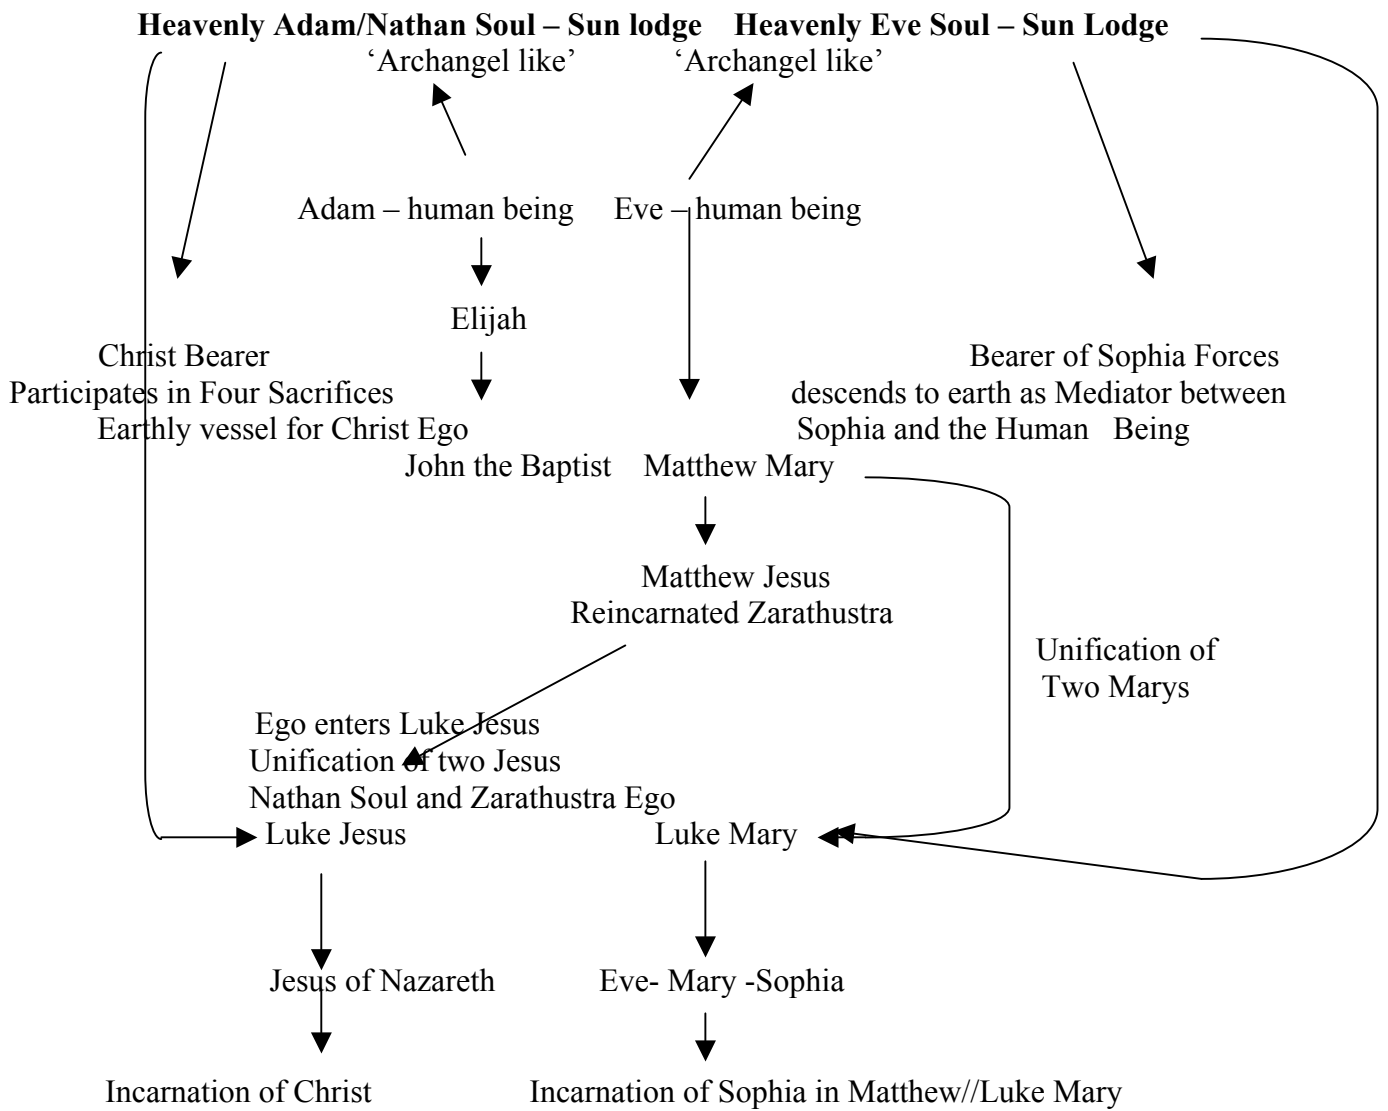 Heavenly Adam/Nathan Soul – Sun lodge Heavenly Eve Soul – Sun Lodge
‘Archangel like’ ‘Archangel like’
Adam – human being Eve – human being
Elijah
Christ Bearer Bearer of Sophia Forces
Participates in Four Sacrifices descends to earth as Mediator between
Earthly vessel for Christ Ego Sophia and the Human Being
John the Baptist Matthew Mary
Matthew Jesus
Reincarnated Zarathustra
Unification of
Two Marys
Ego enters Luke Jesus
Unification of two Jesus
Nathan Soul and Zarathustra Ego
Luke Jesus Luke Mary
Jesus of Nazareth Eve- Mary -Sophia
Incarnation of Christ Incarnation of Sophia in Matthew//Luke Mary